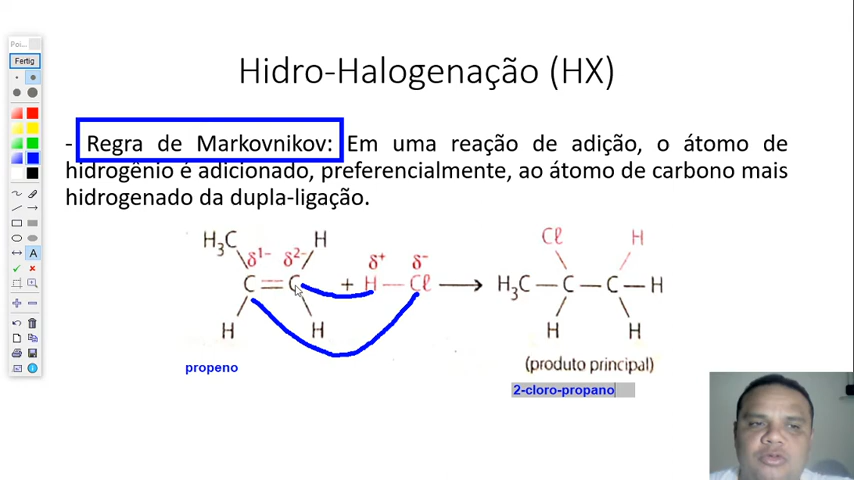 Poi...
Fertig
Hidro-Halogenação (HX)
- Regra de Markovnikov: Em uma reação de adição, o átomo de
hidrogênio é adicionado, preferencialmente, ao átomo de carbono mais
hidrogenado da dupla-ligação.
H₃C H Cℓ H
δ¹⁻ δ²⁻ δ⁺ δ⁻
C = C + H — Cℓ ⟶ H₃C — C — C — H
H H H H
(produto principal)
propeno
2-cloro-propano
A